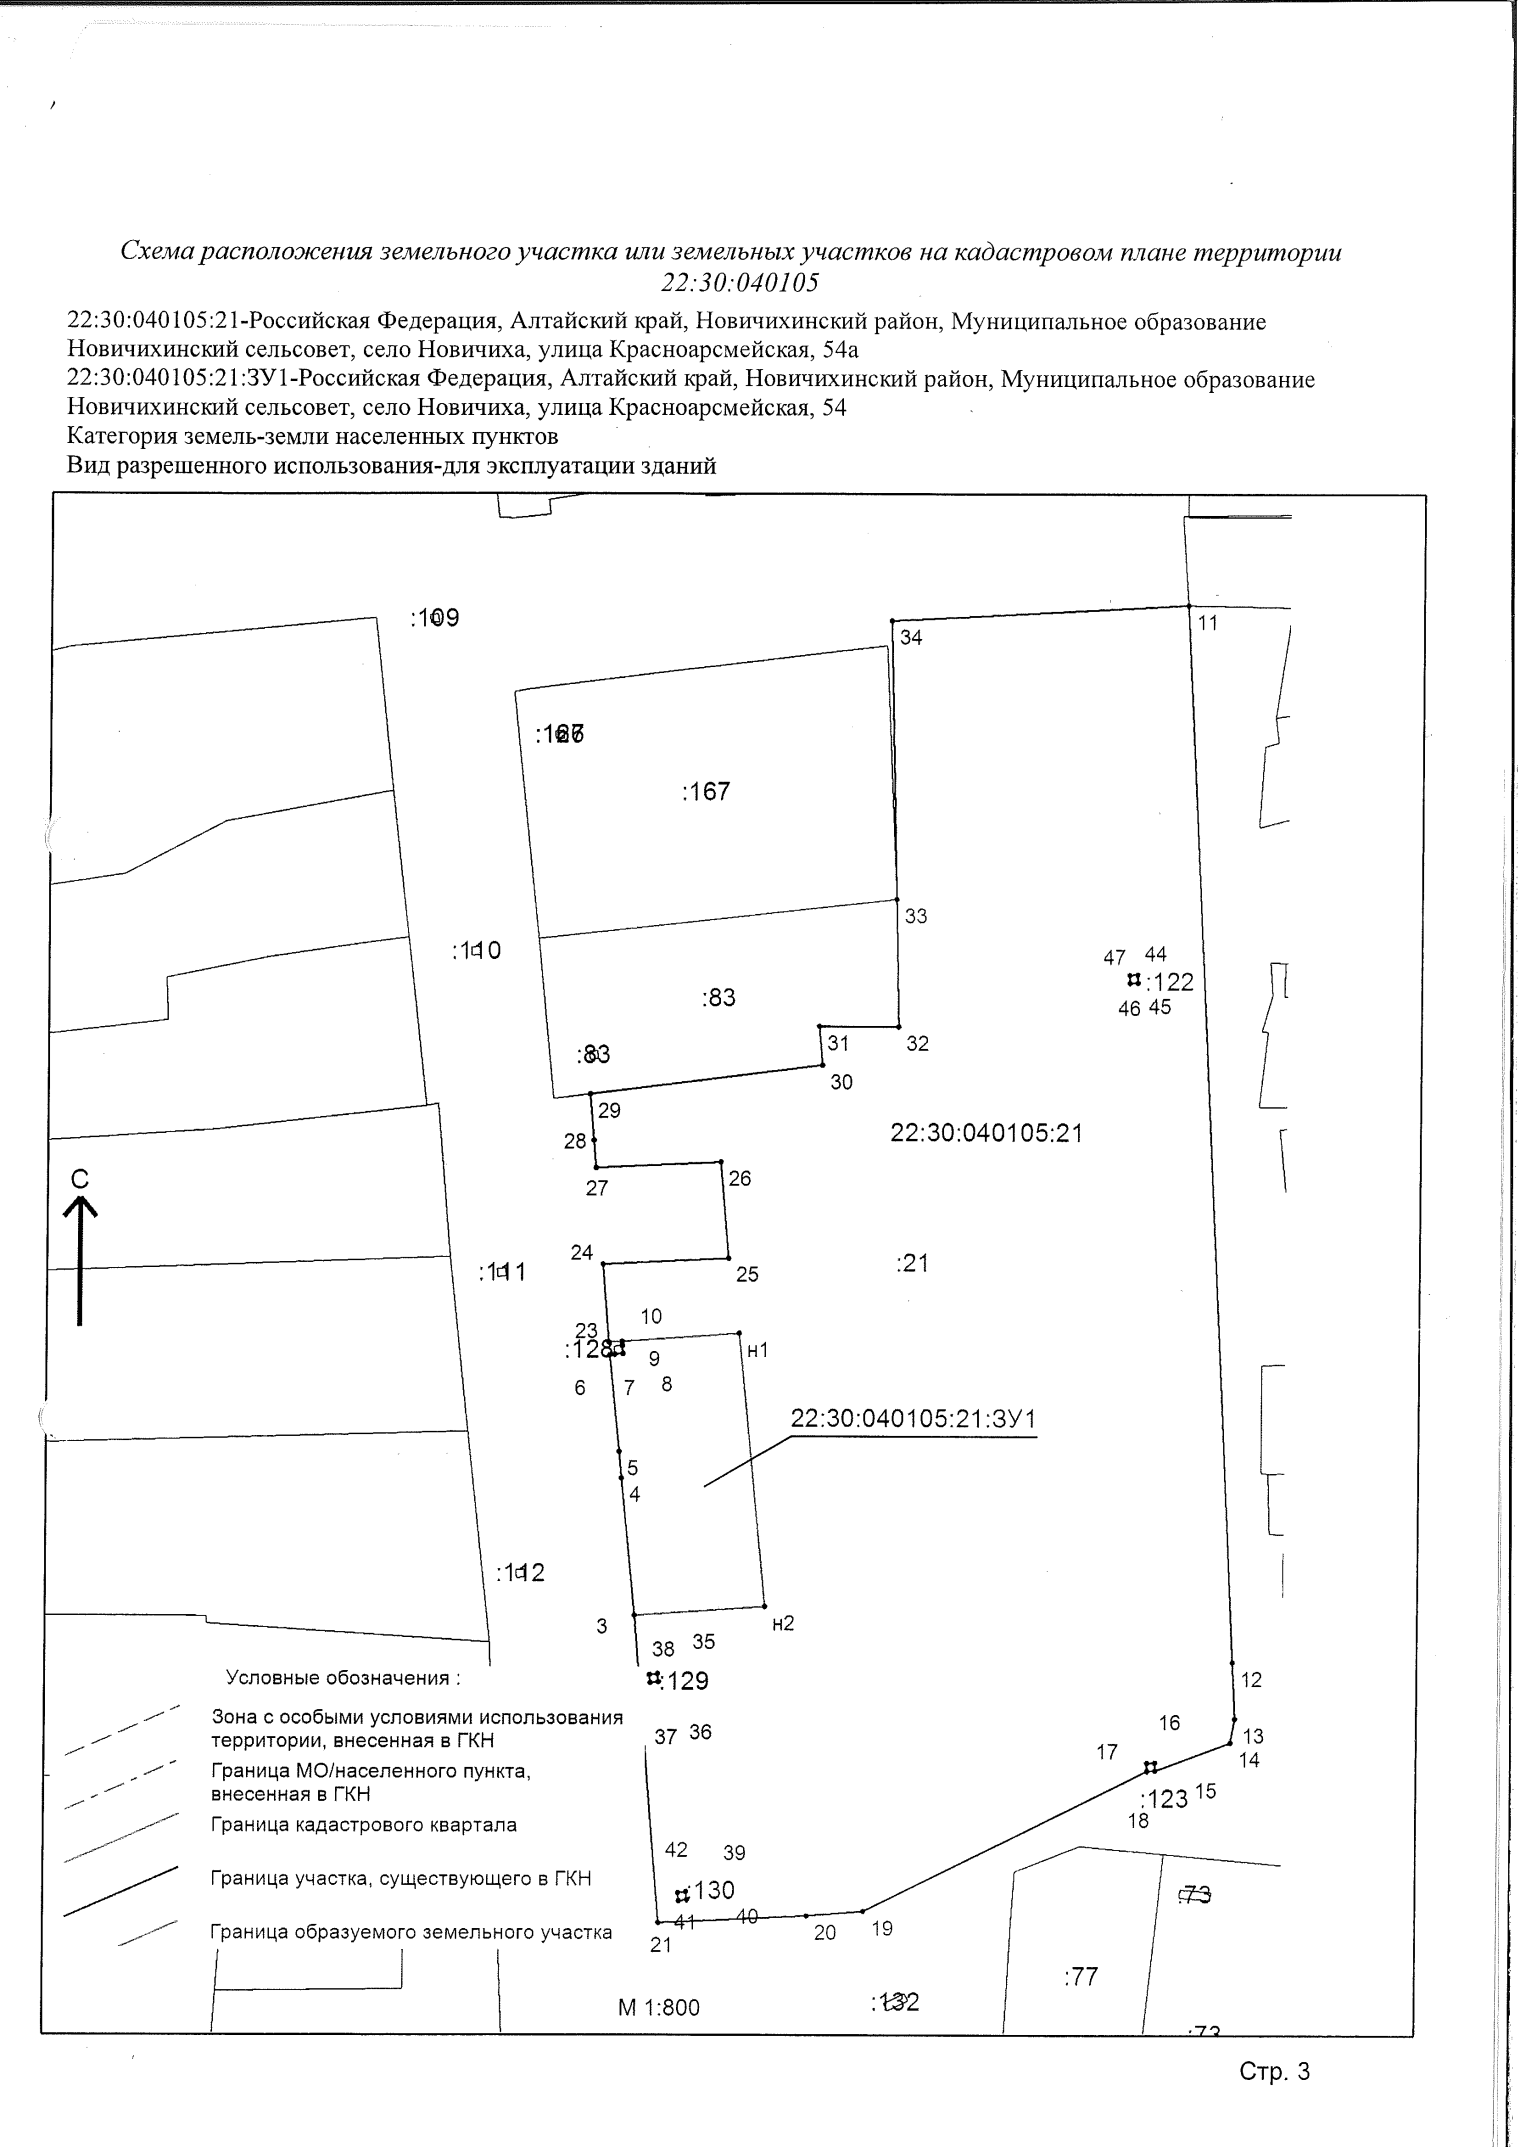 Схема расположения земельного участка или земельных участков на кадастровом плане территории
22:30:040105
22:30:040105:21-Российская Федерация, Алтайский край, Новичихинский район, Муниципальное образование
Новичихинский сельсовет, село Новичиха, улица Красноарсмейская, 54а
22:30:040105:21:ЗУ1-Российская Федерация, Алтайский край, Новичихинский район, Муниципальное образование
Новичихинский сельсовет, село Новичиха, улица Красноарсмейская, 54
Категория земель-земли населенных пунктов
Вид разрешенного использования-для эксплуатации зданий
:109
34
11
:167
33
:110
47 44
:122
46 45
:83
31
32
:83
30
29
28
22:30:040105:21
26
С
27
24
:21
25
:111
10
23
:128
9
н1
6
7
8
22:30:040105:21:ЗУ1
5
4
:112
3
н2
38
35
Условные обозначения :
:129
12
Зона с особыми условиями использования
территории, внесенная в ГКН
37
36
16
13
17
14
Граница МО/населенного пункта,
внесенная в ГКН
:123
15
18
Граница кадастрового квартала
42
39
Граница участка, существующего в ГКН
:130
:73
41
40
20
19
Граница образуемого земельного участка
21
:77
М 1:800
:132
:73
Стр. 3